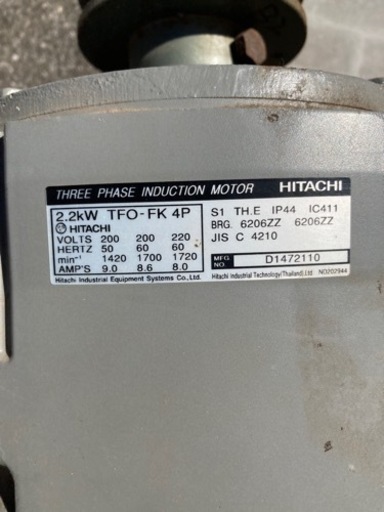 THREE PHASE INDUCTION MOTOR HITACHI
2.2kW TFO-FK 4P
HITACHI
VOLTS 200 200 220
HERTZ 50 60 60
min⁻¹ 1420 1700 1720
AMP'S 9.0 8.6 8.0
Hitachi Industrial Equipment Systems Co.,Ltd.
S1 TH.E IP44 IC411
BRG. 6206ZZ 6206ZZ
JIS C 4210
MFG. NO. D1472110
Hitachi Industrial Technology(Thailand).Ltd. NO202944